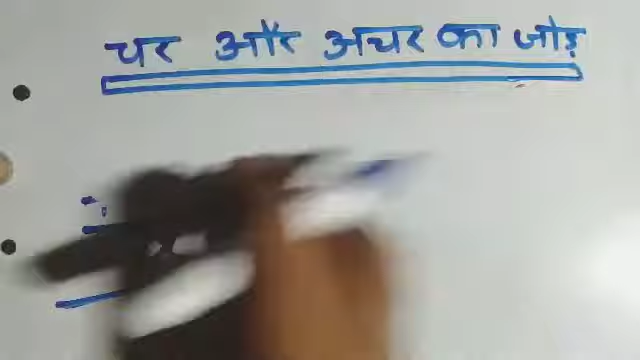 चर और अचर का जोड़